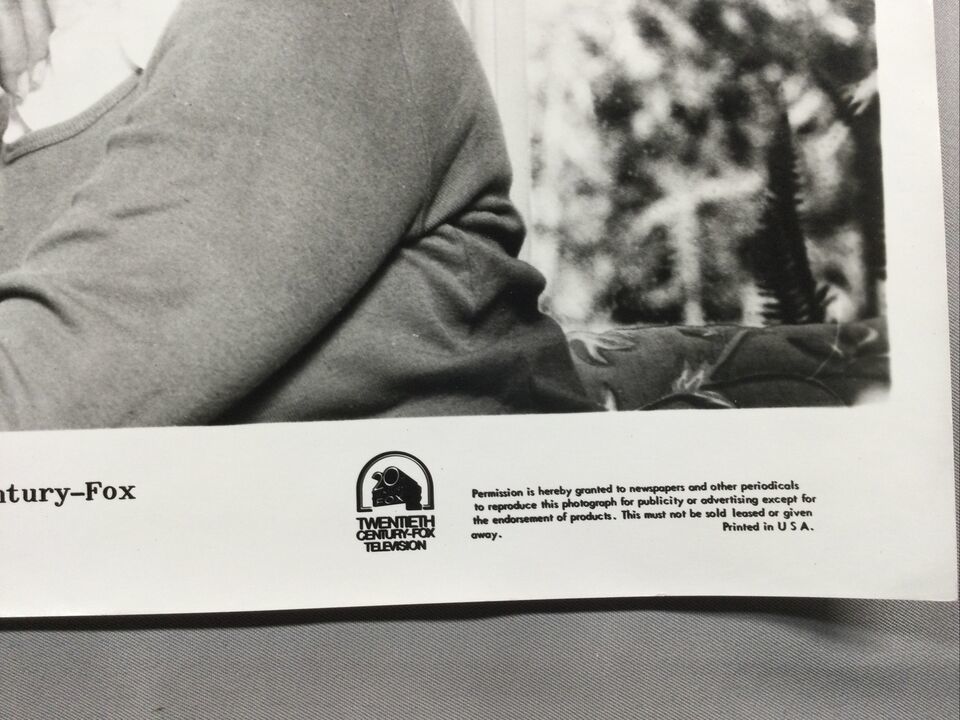 ntury-Fox
20
FOX
TWENTIETH
CENTURY-FOX
TELEVISION
Permission is hereby granted to newspapers and other periodicals
to reproduce this photograph for publicity or advertising except for
the endorsement of products. This must not be sold leased or given
away. Printed in U S A.